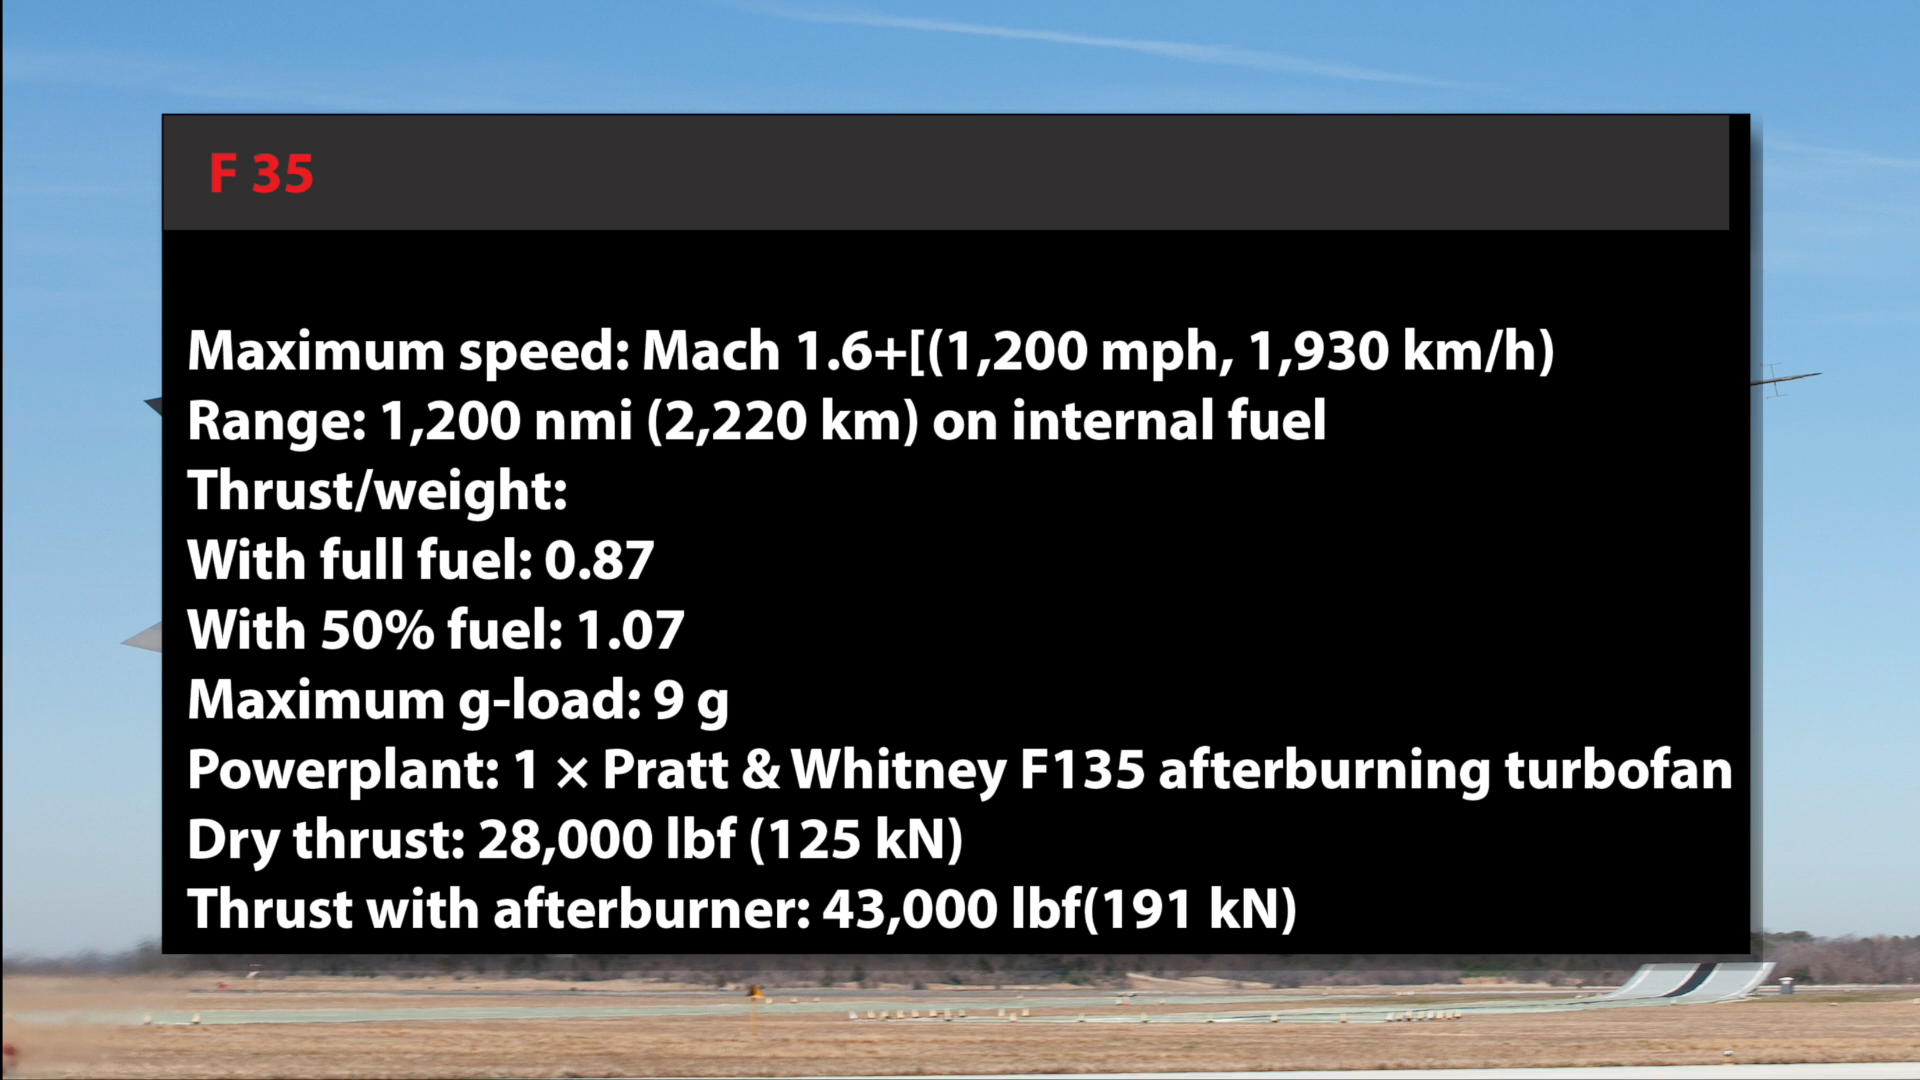 F 35
Maximum speed: Mach 1.6+[(1,200 mph, 1,930 km/h)
Range: 1,200 nmi (2,220 km) on internal fuel
Thrust/weight:
With full fuel: 0.87
With 50% fuel: 1.07
Maximum g-load: 9 g
Powerplant: 1 × Pratt & Whitney F135 afterburning turbofan
Dry thrust: 28,000 lbf (125 kN)
Thrust with afterburner: 43,000 lbf(191 kN)